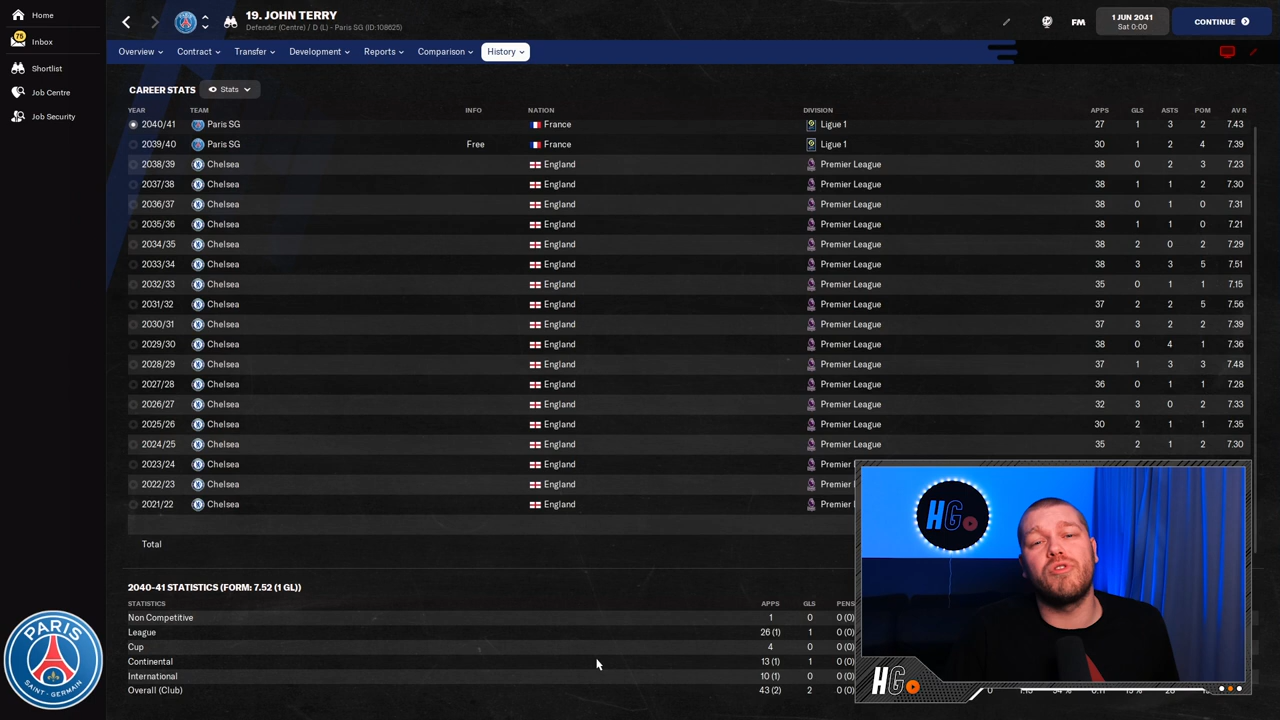 Home
75
Inbox
Shortlist
Job Centre
Job Security
19. JOHN TERRY
Defender (Centre) / D (L) - Paris SG (ID:108625)
FM
1 JUN 2041
Sat 0:00
CONTINUE
Overview Contract Transfer Development Reports Comparison History
CAREER STATS Stats
YEAR TEAM INFO NATION DIVISION APPS GLS ASTS POM AV R
2040/41 Paris SG France Ligue 1 27 1 3 2 7.43
2039/40 Paris SG Free France Ligue 1 30 1 2 4 7.39
2038/39 Chelsea England Premier League 38 0 2 3 7.23
2037/38 Chelsea England Premier League 38 1 1 2 7.30
2036/37 Chelsea England Premier League 38 0 1 0 7.31
2035/36 Chelsea England Premier League 38 1 1 0 7.21
2034/35 Chelsea England Premier League 38 2 0 2 7.29
2033/34 Chelsea England Premier League 38 3 3 5 7.51
2032/33 Chelsea England Premier League 35 0 1 1 7.15
2031/32 Chelsea England Premier League 37 2 2 5 7.56
2030/31 Chelsea England Premier League 37 3 2 2 7.39
2029/30 Chelsea England Premier League 38 0 4 1 7.36
2028/29 Chelsea England Premier League 37 1 3 3 7.48
2027/28 Chelsea England Premier League 36 0 1 1 7.28
2026/27 Chelsea England Premier League 32 3 0 2 7.33
2025/26 Chelsea England Premier League 30 2 1 1 7.35
2024/25 Chelsea England Premier League 35 2 1 2 7.30
2023/24 Chelsea England Premier
2022/23 Chelsea England Premier
2021/22 Chelsea England Premier
Total
2040-41 STATISTICS (FORM: 7.52 (1 GL))
STATISTICS APPS GLS PENS
Non Competitive 1 0 0 (0)
League 26 (1) 1 0 (0)
Cup 4 0 0 (0)
Continental 13 (1) 1 0 (0)
International 10 (1) 0 0 (0)
Overall (Club) 43 (2) 2 0 (0)
PARIS
SAINT-GERMAIN
HG
HG